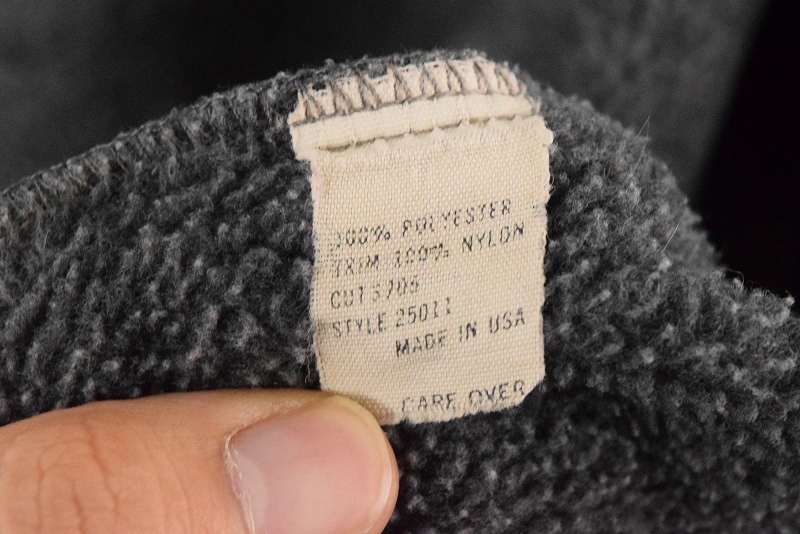 100% POLYESTER
TRIM 100% NYLON
CUT 5705
STYLE 25011
MADE IN USA
CARE OVER